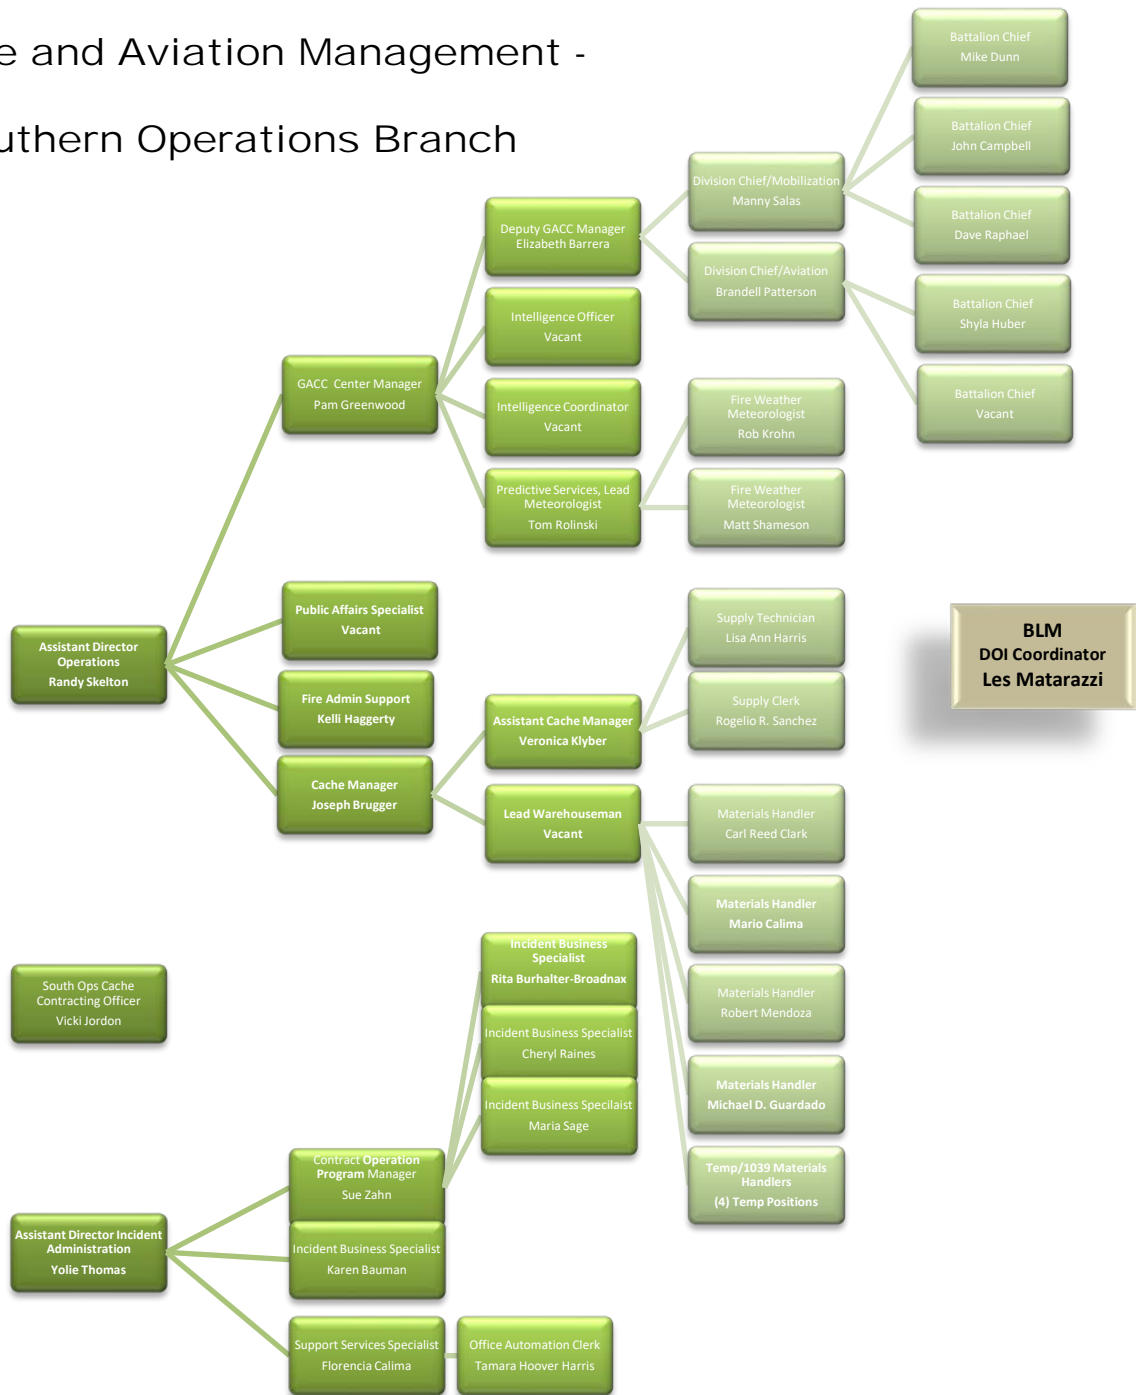 e and Aviation Management -
uthern Operations Branch
Battalion Chief
Mike Dunn
Battalion Chief
John Campbell
Battalion Chief
Dave Raphael
Battalion Chief
Shyla Huber
Battalion Chief
Vacant
Division Chief/Mobilization
Manny Salas
Division Chief/Aviation
Brandell Patterson
Deputy GACC Manager
Elizabeth Barrera
Intelligence Officer
Vacant
Intelligence Coordinator
Vacant
Predictive Services, Lead
Meteorologist
Tom Rolinski
Fire Weather
Meteorologist
Rob Krohn
Fire Weather
Meteorologist
Matt Shameson
GACC Center Manager
Pam Greenwood
Public Affairs Specialist
Vacant
Fire Admin Support
Kelli Haggerty
Cache Manager
Joseph Brugger
Assistant Director
Operations
Randy Skelton
Assistant Cache Manager
Veronica Klyber
Lead Warehouseman
Vacant
Supply Technician
Lisa Ann Harris
Supply Clerk
Rogelio R. Sanchez
Materials Handler
Carl Reed Clark
Materials Handler
Mario Calima
Materials Handler
Robert Mendoza
Materials Handler
Michael D. Guardado
Temp/1039 Materials
Handlers
(4) Temp Positions
BLM
DOI Coordinator
Les Matarazzi
South Ops Cache
Contracting Officer
Vicki Jordon
Incident Business
Specialist
Rita Burhalter-Broadnax
Incident Business Specialist
Cheryl Raines
Incident Business Specilaist
Maria Sage
Contract Operation
Program Manager
Sue Zahn
Incident Business Specialist
Karen Bauman
Assistant Director Incident
Administration
Yolie Thomas
Support Services Specialist
Florencia Calima
Office Automation Clerk
Tamara Hoover Harris